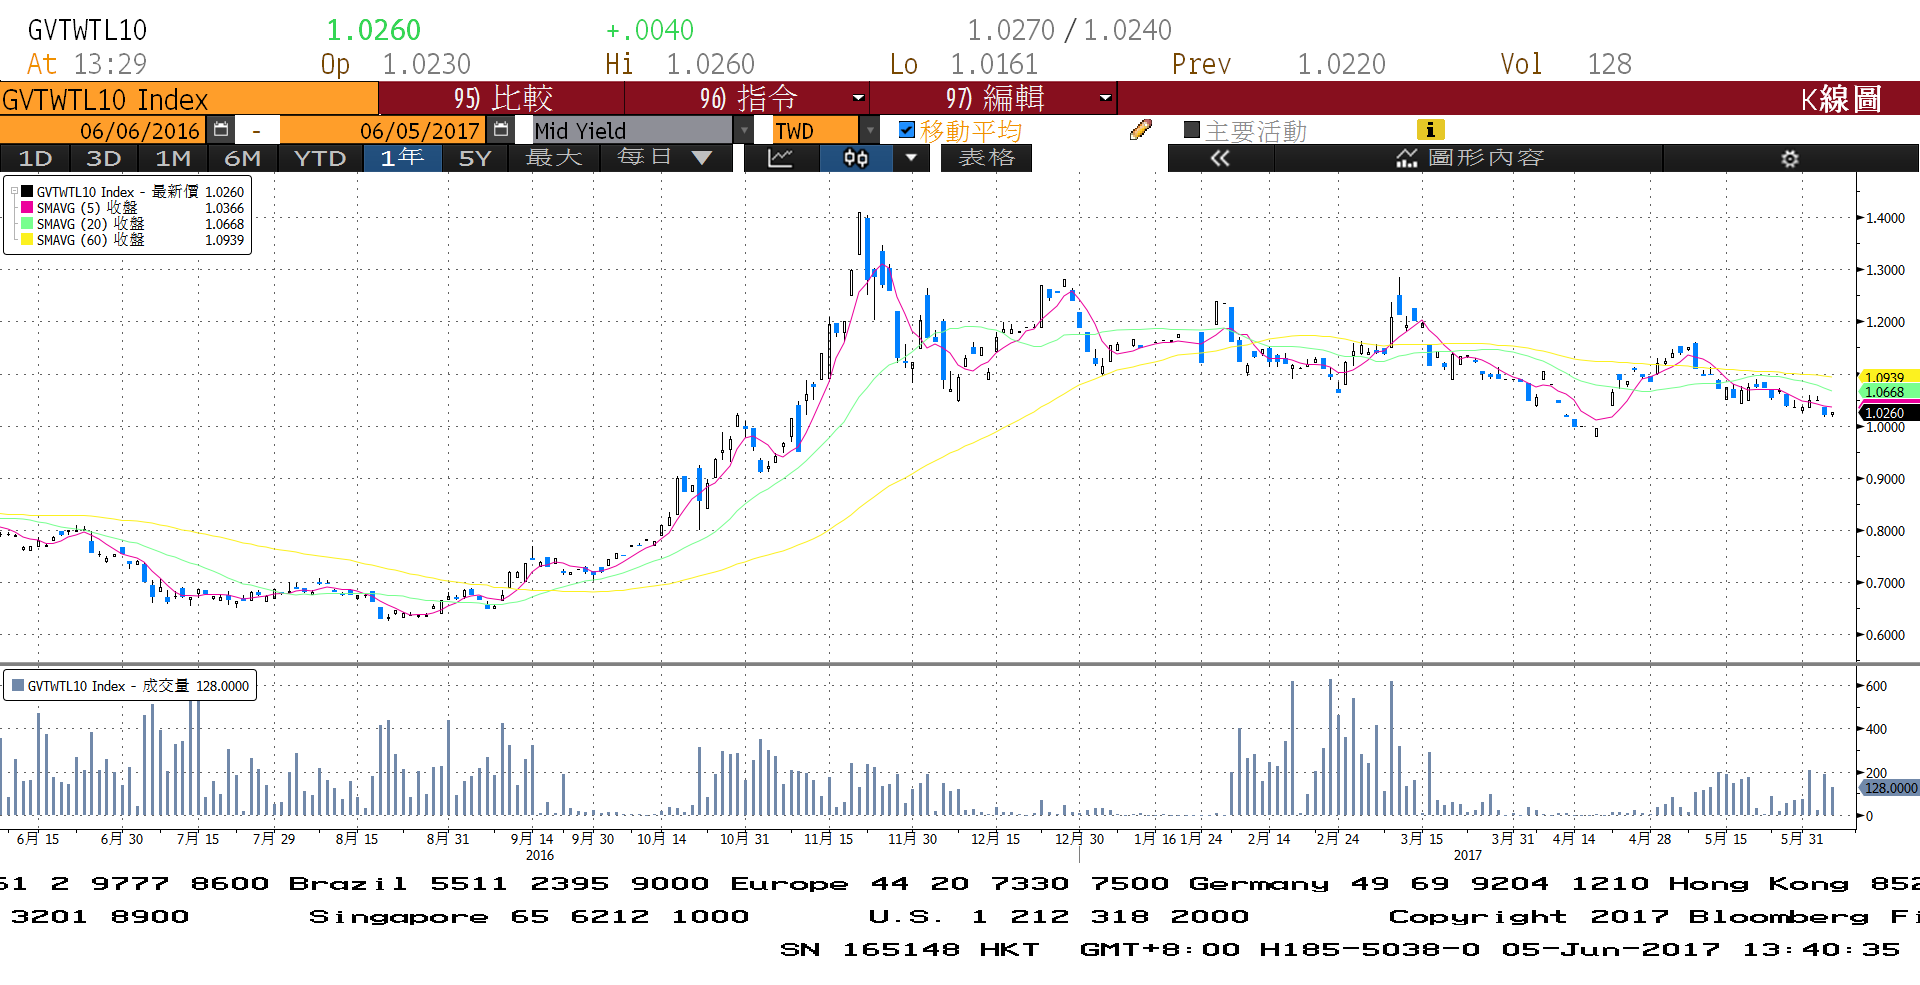 GVTWTL10 1.0260 +.0040 1.0270 / 1.0240
At 13:29 Op 1.0230 Hi 1.0260 Lo 1.0161 Prev 1.0220 Vol 128
GVTWTL10 Index 95) 比較 96) 指令 97) 編輯 K線圖
06/06/2016 - 06/05/2017 Mid Yield TWD 移動平均 主要活動
1D 3D 1M 6M YTD 1年 5Y 最大 每日 表格 圖形內容
GVTWTL10 Index - 最新價 1.0260
SMAVG (5) 收盤 1.0366
SMAVG (20) 收盤 1.0668
SMAVG (60) 收盤 1.0939
1.4000
1.3000
1.2000
1.0939
1.0668
1.0260
1.0000
0.9000
0.8000
0.7000
0.6000
GVTWTL10 Index - 成交量 128.0000
600
400
200
128.0000
0
6月 15 6月 30 7月 15 7月 29 8月 15 8月 31 9月 14 9月 30 10月 14 10月 31 11月 15 11月 30 12月 15 12月 30 1月 16 1月 24 2月 14 2月 24 3月 15 3月 31 4月 14 4月 28 5月 15 5月 31
2016 2017
61 2 9777 8600 Brazil 5511 2395 9000 Europe 44 20 7330 7500 Germany 49 69 9204 1210 Hong Kong 852
3201 8900 Singapore 65 6212 1000 U.S. 1 212 318 2000 Copyright 2017 Bloomberg Fi
SN 165148 HKT GMT+8:00 H185-5038-0 05-Jun-2017 13:40:35